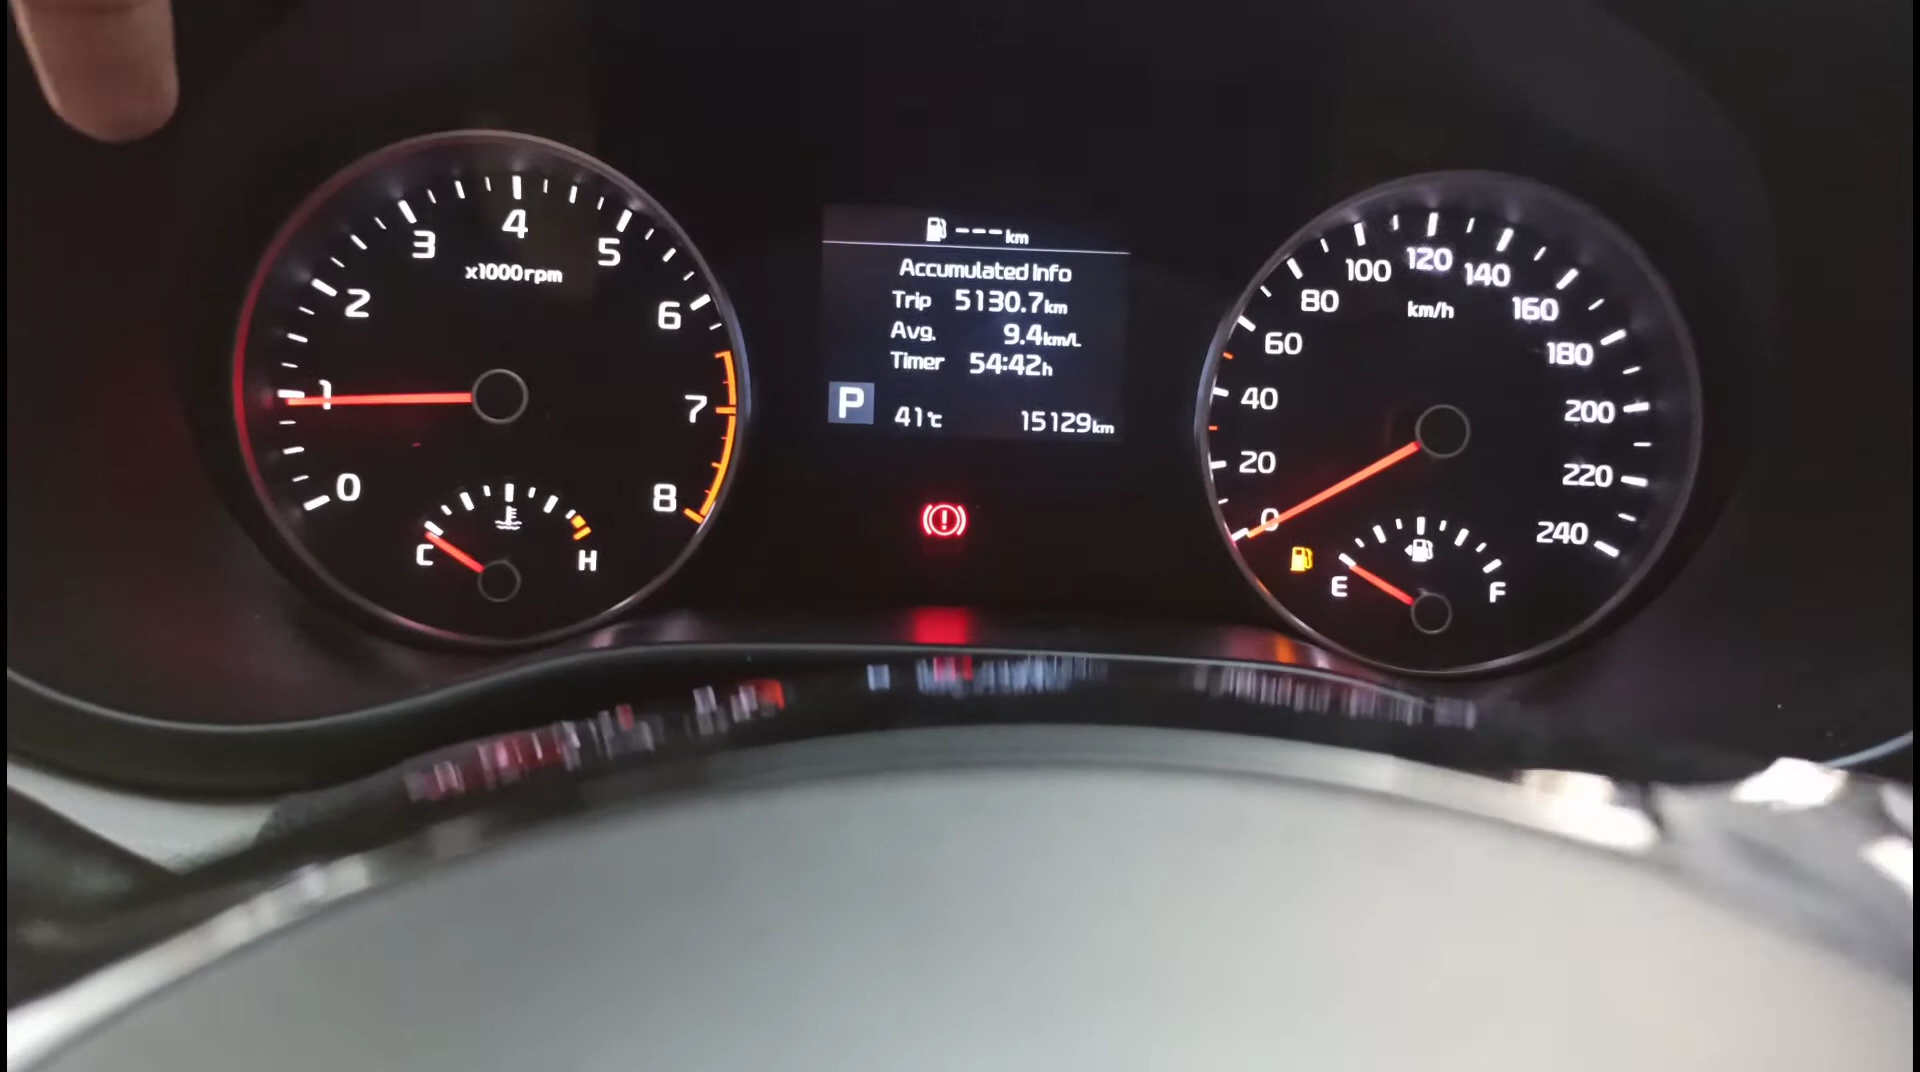 0
1
2
3
4
5
6
7
8
x1000rpm
C
H
---km
Accumulated Info
Trip 5130.7km
Avg. 9.4km/L
Timer 54:42h
P
41℃
15129km
0
20
40
60
80
100
120
140
160
180
200
220
240
km/h
E
F